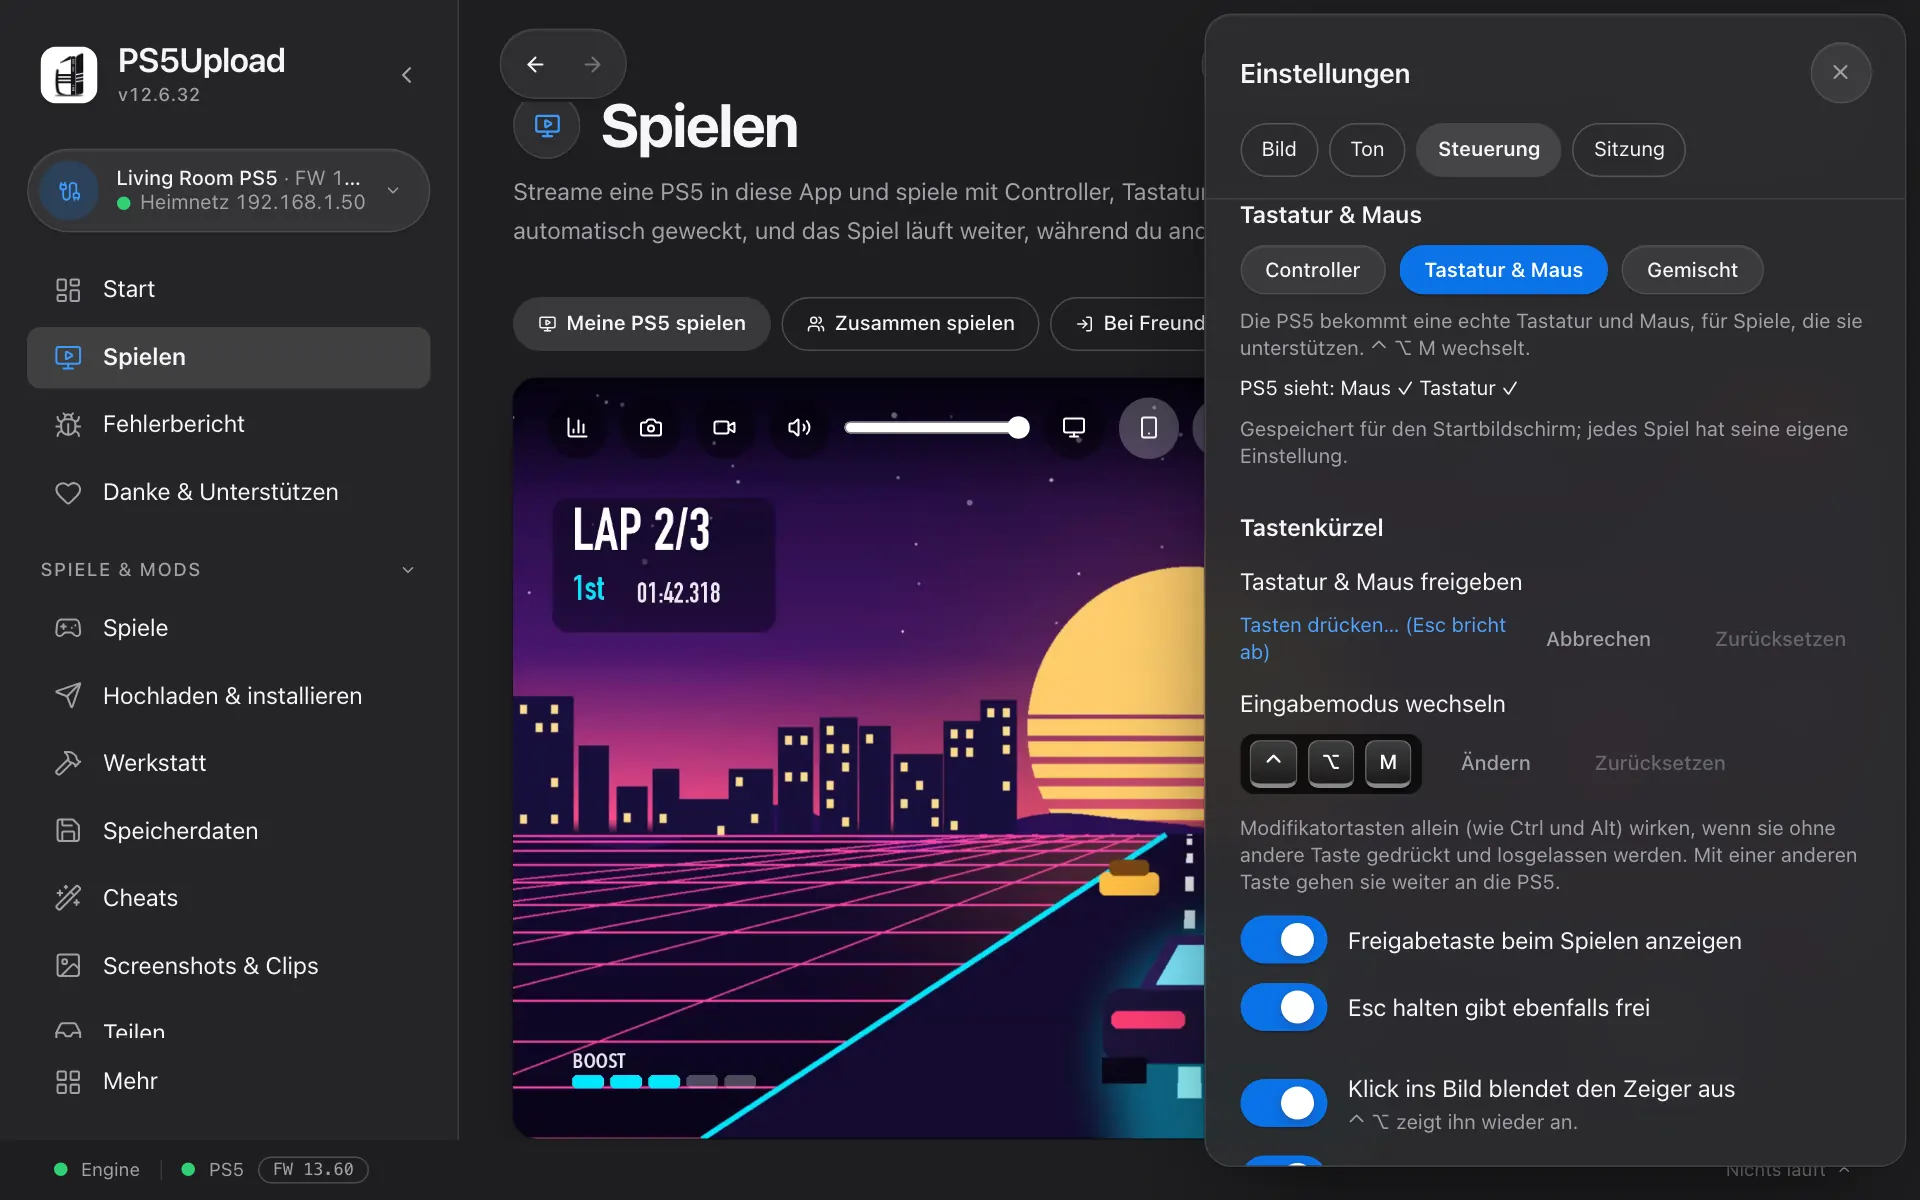 PS5Upload
v12.6.32
Living Room PS5 · FW 1...
Heimnetz 192.168.1.50
Start
Spielen
Fehlerbericht
Danke & Unterstützen
SPIELE & MODS
Spiele
Hochladen & installieren
Werkstatt
Speicherdaten
Cheats
Screenshots & Clips
Teilen
Mehr
Engine
PS5
FW 13.60
Spielen
Streame eine PS5 in diese App und spiele mit Controller, Tastatur
automatisch geweckt, und das Spiel läuft weiter, während du
Meine PS5 spielen
Zusammen spielen
Bei Freund
LAP 2/3
1st 01:42.318
BOOST
Einstellungen
Bild
Ton
Steuerung
Sitzung
Tastatur & Maus
Controller
Tastatur & Maus
Gemischt
Die PS5 bekommt eine echte Tastatur und Maus, für Spiele, die sie
unterstützen. ^ ⌥ M wechselt.
PS5 sieht: Maus ✓ Tastatur ✓
Gespeichert für den Startbildschirm; jedes Spiel hat seine eigene
Einstellung.
Tastenkürzel
Tastatur & Maus freigeben
Tasten drücken... (Esc bricht
ab)
Abbrechen
Zurücksetzen
Eingabemodus wechseln
^ ⌥ M
Ändern
Zurücksetzen
Modifikatortasten allein (wie Ctrl und Alt) wirken, wenn sie ohne
andere Taste gedrückt und losgelassen werden. Mit einer anderen
Taste gehen sie weiter an die PS5.
Freigabetaste beim Spielen anzeigen
Esc halten gibt ebenfalls frei
Klick ins Bild blendet den Zeiger aus
^ ⌥ zeigt ihn wieder an.
Nichts läuft